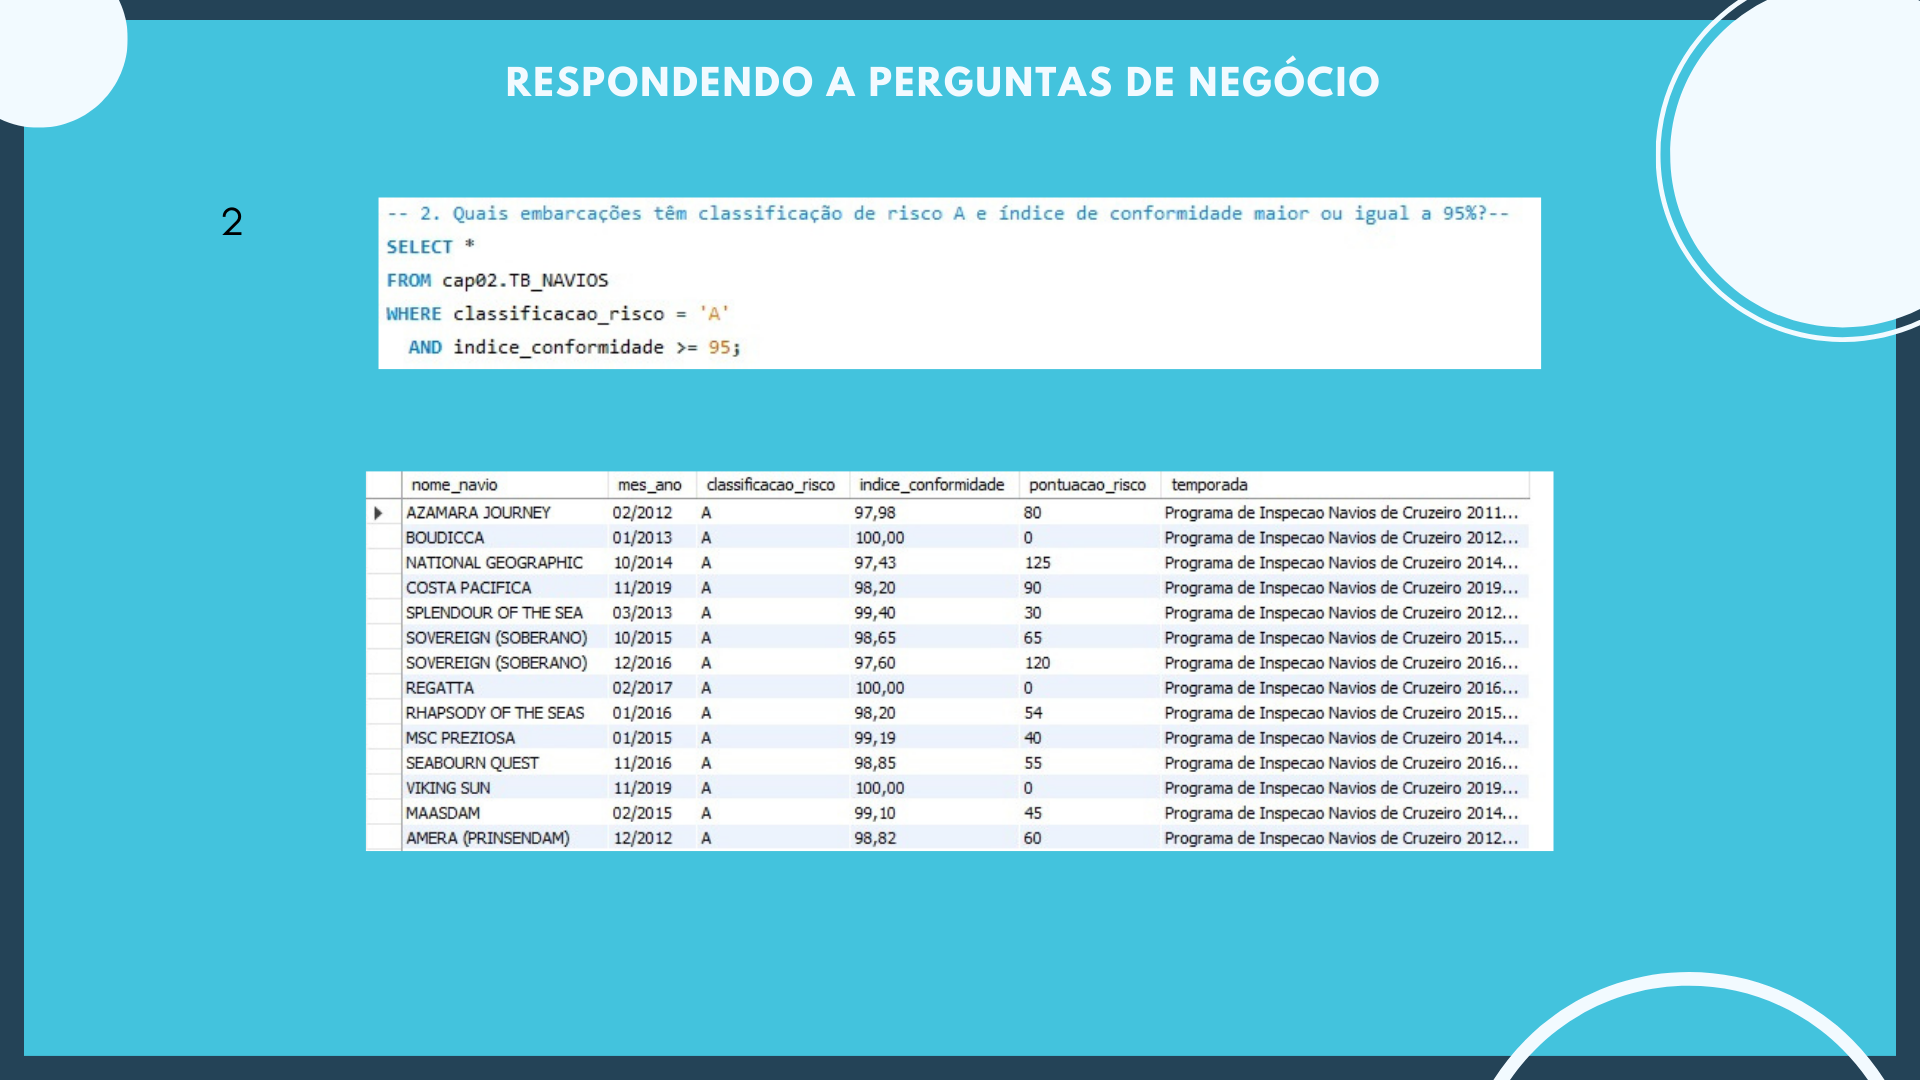 RESPONDENDO A PERGUNTAS DE NEGÓCIO
2
-- 2. Quais embarcações têm classificação de risco A e índice de conformidade maior ou igual a 95%?--
SELECT *
FROM cap02.TB_NAVIOS
WHERE classificacao_risco = 'A'
AND indice_conformidade >= 95;
nome_navio mes_ano classificacao_risco indice_conformidade pontuacao_risco temporada
AZAMARA JOURNEY 02/2012 A 97,98 80 Programa de Inspecao Navios de Cruzeiro 2011...
BOUDICCA 01/2013 A 100,00 0 Programa de Inspecao Navios de Cruzeiro 2012...
NATIONAL GEOGRAPHIC 10/2014 A 97,43 125 Programa de Inspecao Navios de Cruzeiro 2014...
COSTA PACIFICA 11/2019 A 98,20 90 Programa de Inspecao Navios de Cruzeiro 2019...
SPLENDOUR OF THE SEA 03/2013 A 99,40 30 Programa de Inspecao Navios de Cruzeiro 2012...
SOVEREIGN (SOBERANO) 10/2015 A 98,65 65 Programa de Inspecao Navios de Cruzeiro 2015...
SOVEREIGN (SOBERANO) 12/2016 A 97,60 120 Programa de Inspecao Navios de Cruzeiro 2016...
REGATTA 02/2017 A 100,00 0 Programa de Inspecao Navios de Cruzeiro 2016...
RHAPSODY OF THE SEAS 01/2016 A 98,20 54 Programa de Inspecao Navios de Cruzeiro 2015...
MSC PREZIOSA 01/2015 A 99,19 40 Programa de Inspecao Navios de Cruzeiro 2014...
SEABOURN QUEST 11/2016 A 98,85 55 Programa de Inspecao Navios de Cruzeiro 2016...
VIKING SUN 11/2019 A 100,00 0 Programa de Inspecao Navios de Cruzeiro 2019...
MAASDAM 02/2015 A 99,10 45 Programa de Inspecao Navios de Cruzeiro 2014...
AMERA (PRINSENDAM) 12/2012 A 98,82 60 Programa de Inspecao Navios de Cruzeiro 2012...